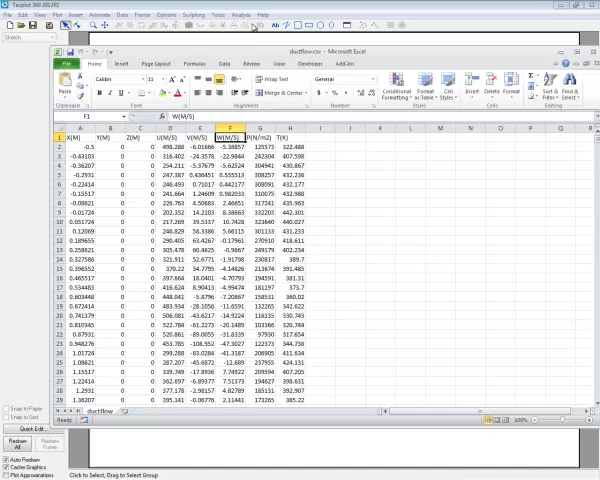 Tecplot 360 2012R1
File Edit View Plot Insert Animate Data Frame Options Scripting Tools Analyze Help
Sketch
ductflow.csv - Microsoft Excel
File Home Insert Page Layout Formulas Data Review View Developer Add-Ins
Paste
Calibri 11
Wrap Text
General
Merge & Center
Conditional Formatting
Format as Table
Cell Styles
Insert Delete Format
Sort & Filter
Find & Select
Clipboard Font Alignment Number Styles Cells Editing
F1 W(M/S)
A B C D E F G H I J K L M N O P Q
1 X(M) Y(M) Z(M) U(M/S) V(M/S) W(M/S) P(N/m2) T(K)
2 -0.5 0 0 498.288 -6.01666 -5.38857 125573 322.488
3 -0.43103 0 0 316.402 -24.3578 -22.9844 242304 407.598
4 -0.36207 0 0 254.211 -5.37679 -5.62526 304941 430.867
5 -0.2931 0 0 247.387 0.436451 0.555513 308257 432.236
6 -0.22414 0 0 246.493 0.71017 0.442177 308091 432.177
7 -0.15517 0 0 241.664 1.24609 0.982033 310075 432.988
8 -0.08621 0 0 226.763 4.50683 2.46651 317241 435.963
9 -0.01724 0 0 202.352 14.2103 8.38663 332203 442.301
10 0.051724 0 0 217.269 39.5337 10.7428 323640 440.027
11 0.12069 0 0 246.829 58.3386 5.66115 301133 431.233
12 0.189655 0 0 290.405 63.4267 -0.17961 270910 418.611
13 0.258621 0 0 305.478 60.4625 -0.9667 249179 402.234
14 0.327586 0 0 321.911 52.6771 -1.91798 230817 389.7
15 0.396552 0 0 370.22 34.7795 -4.14826 213674 391.485
16 0.465517 0 0 397.664 18.0401 -4.70793 194591 381.31
17 0.534483 0 0 416.624 8.90413 -4.99474 181197 373.7
18 0.603448 0 0 448.041 -5.8796 -7.20867 158531 360.02
19 0.672414 0 0 483.934 -28.1056 -11.6591 132265 342.622
20 0.741379 0 0 506.081 -43.6217 -14.9224 116135 330.743
21 0.810345 0 0 522.784 -61.2273 -20.1489 103366 320.744
22 0.87931 0 0 520.861 -89.0055 -31.8339 97930 317.654
23 0.948276 0 0 453.785 -108.952 -47.3027 122373 344.738
24 1.01724 0 0 299.288 -83.0284 -41.3187 206905 411.634
25 1.08621 0 0 287.207 -45.6872 -12.689 237955 424.131
26 1.15517 0 0 339.749 -17.8936 7.74922 209594 407.205
27 1.22414 0 0 362.697 -6.89377 7.51373 194627 398.631
28 1.2931 0 0 377.178 -2.98157 4.82789 185131 392.907
29 1.36207 0 0 395.141 -0.06776 2.11441 173265 385.22
ductflow
Ready 100%
Snap to Paper
Snap to Grid
Quick Edit...
Redraw All
Redraw Frame
Auto Redraw
Cache Graphics
Plot Approximations
Click to Select, Drag to Select Group